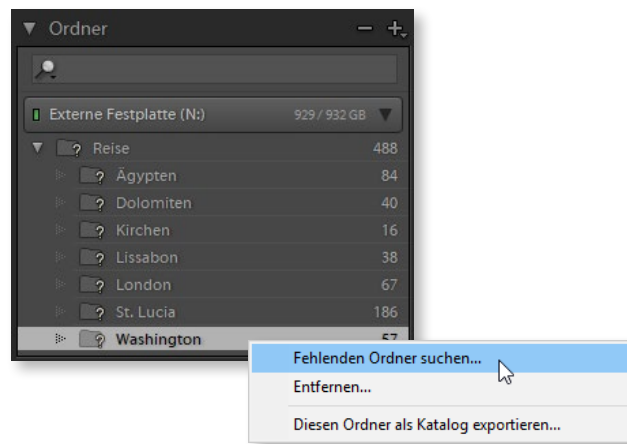 Ordner
Externe Festplatte (N:) 929 / 932 GB
? Reise 488
? Ägypten 84
? Dolomiten 40
? Kirchen 16
? Lissabon 38
? London 67
? St. Lucia 186
? Washington 57
Fehlenden Ordner suchen...
Entfernen...
Diesen Ordner als Katalog exportieren...